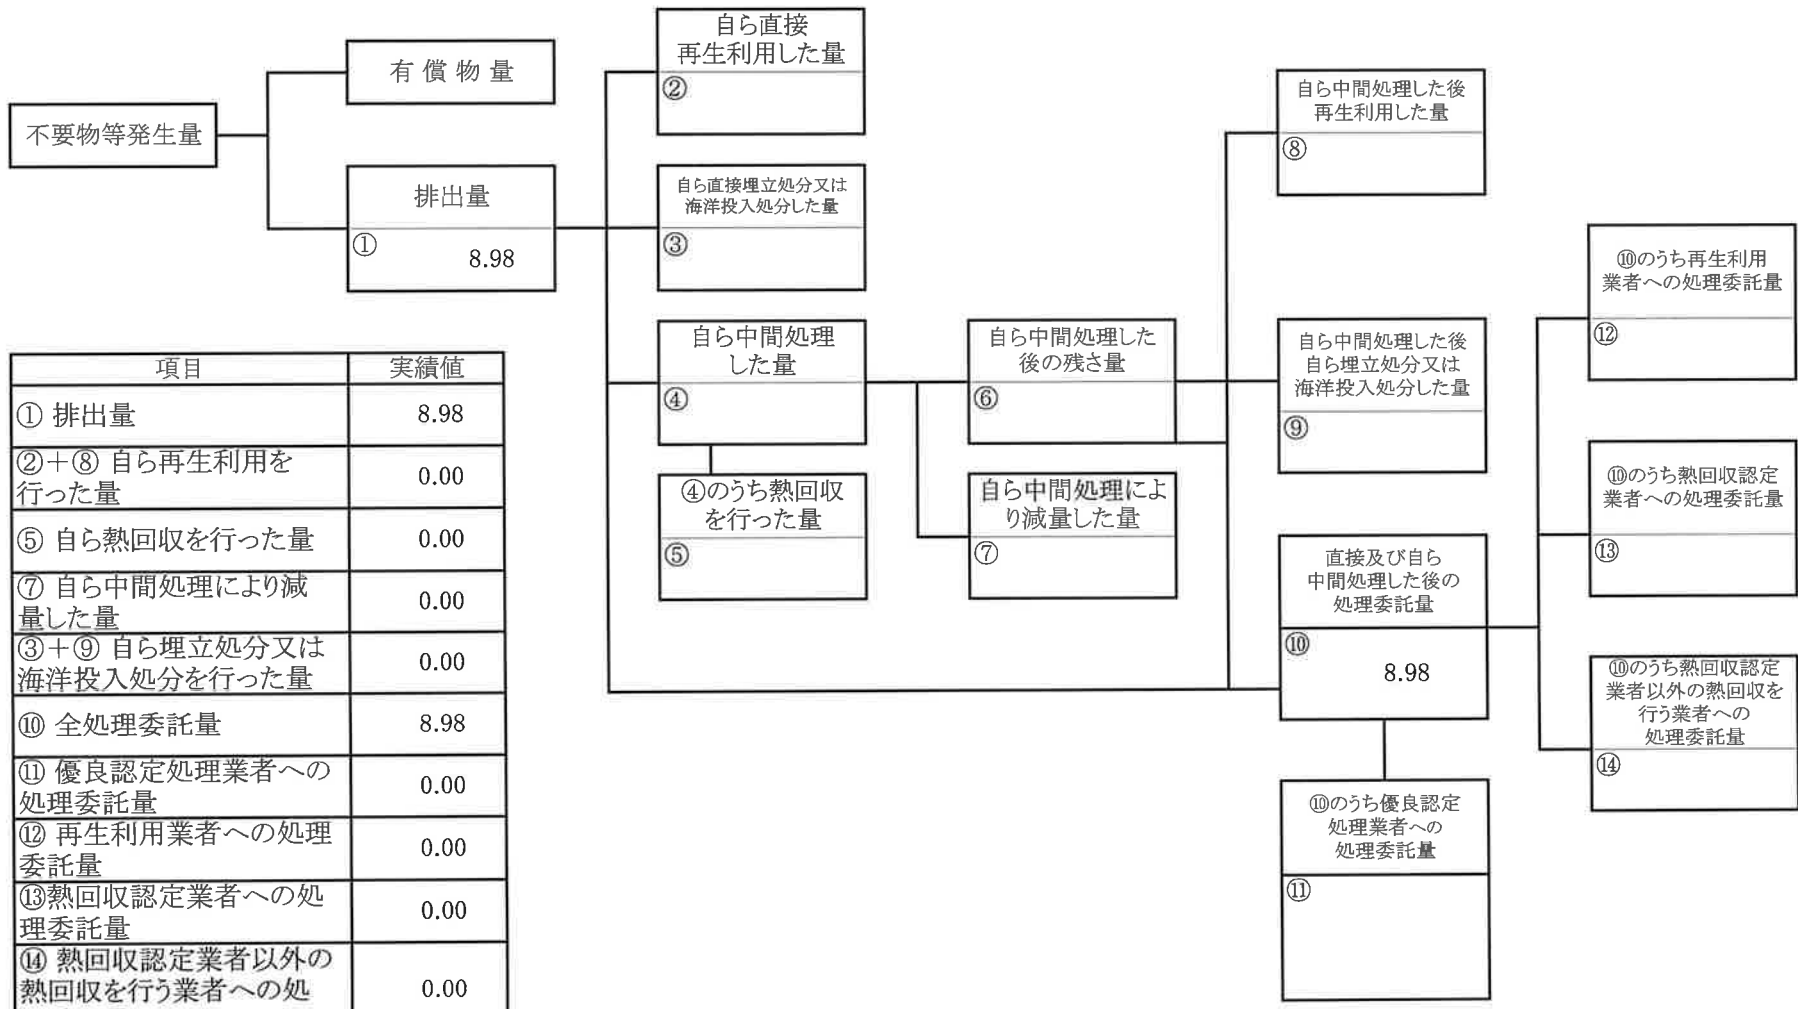 不要物等発生量
有償物量
排出量
①
8.98
自ら直接
再生利用した量
②
自ら直接埋立処分又は
海洋投入処分した量
③
自ら中間処理
した量
④
④のうち熱回収
を行った量
⑤
自ら中間処理した
後の残さ量
⑥
自ら中間処理によ
り減量した量
⑦
自ら中間処理した後
再生利用した量
⑧
自ら中間処理した後
自ら埋立処分又は
海洋投入処分した量
⑨
直接及び自ら
中間処理した後の
処理委託量
⑩
8.98
⑩のうち優良認定
処理業者への
処理委託量
⑪
⑩のうち再生利用
業者への処理委託量
⑫
⑩のうち熱回収認定
業者への処理委託量
⑬
⑩のうち熱回収認定
業者以外の熱回収を
行う業者への
処理委託量
⑭
項目 実績値
① 排出量 8.98
②+⑧ 自ら再生利用を
行った量 0.00
⑤ 自ら熱回収を行った量 0.00
⑦ 自ら中間処理により減
量した量 0.00
③+⑨ 自ら埋立処分又は
海洋投入処分を行った量 0.00
⑩ 全処理委託量 8.98
⑪ 優良認定処理業者への
処理委託量 0.00
⑫ 再生利用業者への処理
委託量 0.00
⑬熱回収認定業者への処
理委託量 0.00
⑭ 熱回収認定業者以外の
熱回収を行う業者への処 0.00